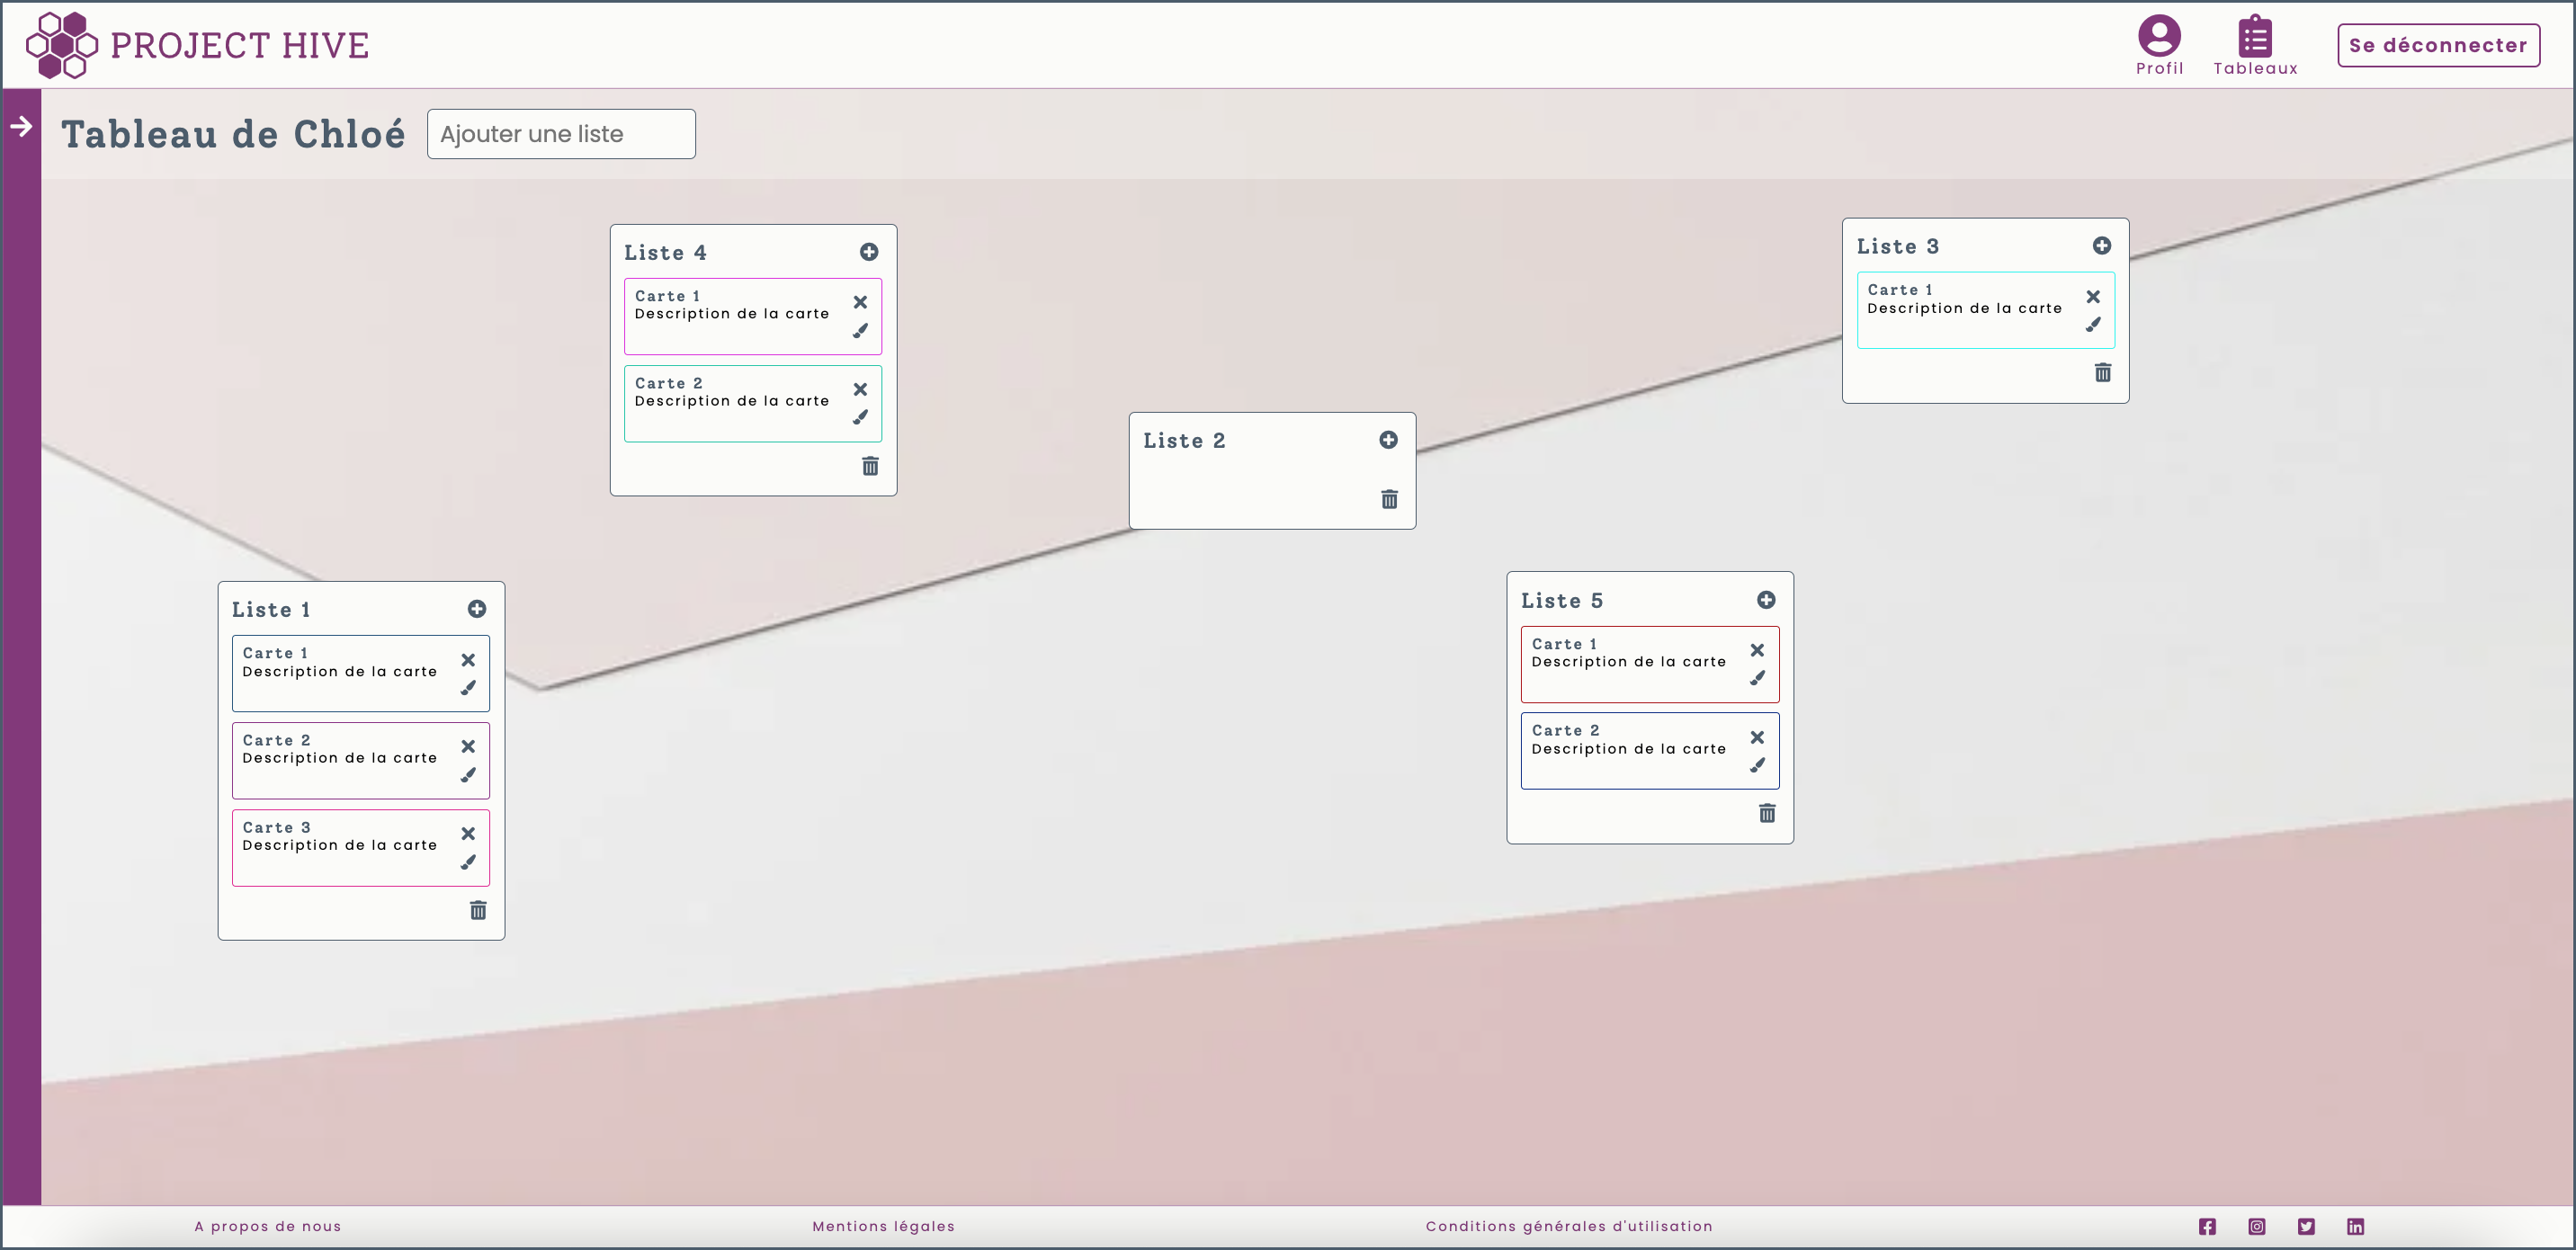 PROJECT HIVE
Profil
Tableaux
Se déconnecter
Tableau de Chloé
Ajouter une liste
Liste 4
Carte 1
Description de la carte
Carte 2
Description de la carte
Liste 3
Carte 1
Description de la carte
Liste 2
Liste 1
Carte 1
Description de la carte
Carte 2
Description de la carte
Carte 3
Description de la carte
Liste 5
Carte 1
Description de la carte
Carte 2
Description de la carte
A propos de nous
Mentions légales
Conditions générales d'utilisation